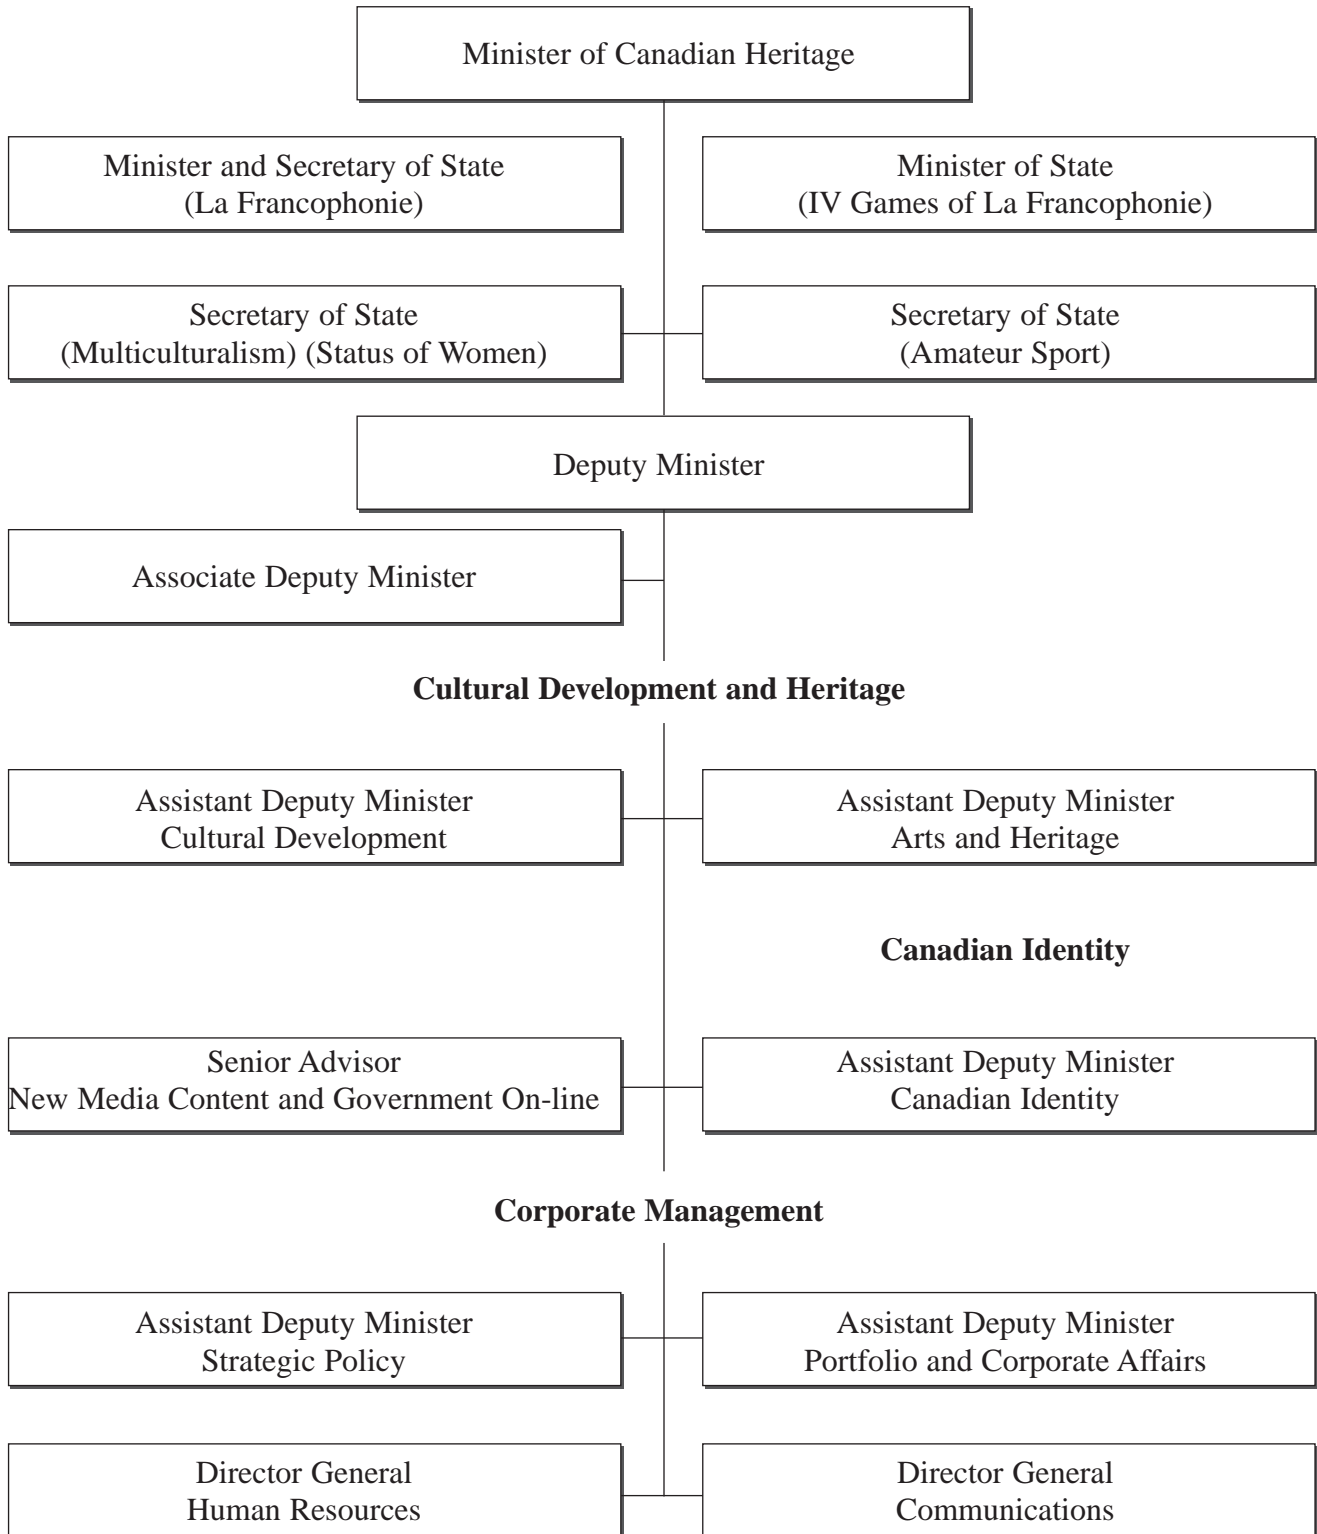 Minister of Canadian Heritage
Minister and Secretary of State
(La Francophonie)
Minister of State
(IV Games of La Francophonie)
Secretary of State
(Multiculturalism) (Status of Women)
Secretary of State
(Amateur Sport)
Deputy Minister
Associate Deputy Minister
Cultural Development and Heritage
Assistant Deputy Minister
Cultural Development
Assistant Deputy Minister
Arts and Heritage
Canadian Identity
Senior Advisor
New Media Content and Government On-line
Assistant Deputy Minister
Canadian Identity
Corporate Management
Assistant Deputy Minister
Strategic Policy
Assistant Deputy Minister
Portfolio and Corporate Affairs
Director General
Human Resources
Director General
Communications